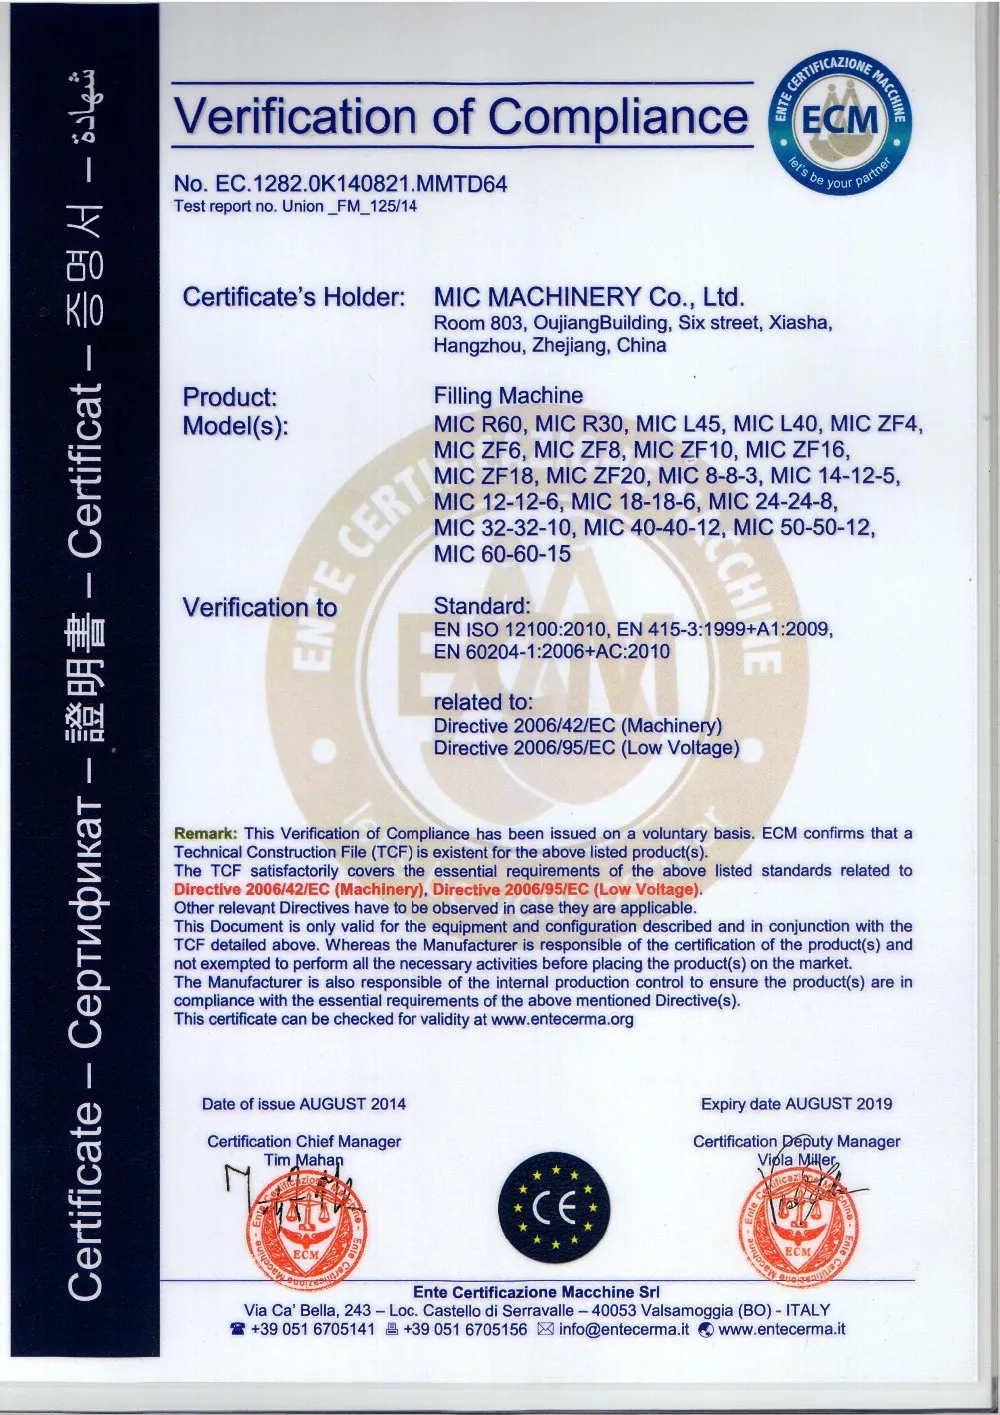 Certificate – Сертификат – 證明書 – Certificat – 증명서 – شهادة
Verification of Compliance
ENTE CERTIFICAZIONE MACCHINE
ECM
let's be your partner
No. EC.1282.0K140821.MMTD64
Test report no. Union _FM_125/14
Certificate's Holder: MIC MACHINERY Co., Ltd.
Room 803, OujiangBuilding, Six street, Xiasha,
Hangzhou, Zhejiang, China
Product: Filling Machine
Model(s): MIC R60, MIC R30, MIC L45, MIC L40, MIC ZF4,
MIC ZF6, MIC ZF8, MIC ZF10, MIC ZF16,
MIC ZF18, MIC ZF20, MIC 8-8-3, MIC 14-12-5,
MIC 12-12-6, MIC 18-18-6, MIC 24-24-8,
MIC 32-32-10, MIC 40-40-12, MIC 50-50-12,
MIC 60-60-15
Verification to Standard:
EN ISO 12100:2010, EN 415-3:1999+A1:2009,
EN 60204-1:2006+AC:2010
related to:
Directive 2006/42/EC (Machinery)
Directive 2006/95/EC (Low Voltage)
Remark: This Verification of Compliance has been issued on a voluntary basis. ECM confirms that a
Technical Construction File (TCF) is existent for the above listed product(s).
The TCF satisfactorily covers the essential requirements of the above listed standards related to
Directive 2006/42/EC (Machinery), Directive 2006/95/EC (Low Voltage).
Other relevant Directives have to be observed in case they are applicable.
This Document is only valid for the equipment and configuration described and in conjunction with the
TCF detailed above. Whereas the Manufacturer is responsible of the certification of the product(s) and
not exempted to perform all the necessary activities before placing the product(s) on the market.
The Manufacturer is also responsible of the internal production control to ensure the product(s) are in
compliance with the essential requirements of the above mentioned Directive(s).
This certificate can be checked for validity at www.entecerma.org
Date of issue AUGUST 2014 Expiry date AUGUST 2019
Certification Chief Manager Certification Deputy Manager
Tim Mahan Viola Miller
Ente Certificazione Macchine
ECM
CE
Ente Certificazione Macchine
ECM
Ente Certificazione Macchine Srl
Via Ca' Bella, 243 – Loc. Castello di Serravalle – 40053 Valsamoggia (BO) - ITALY
+39 051 6705141 +39 051 6705156 info@entecerma.it www.entecerma.it